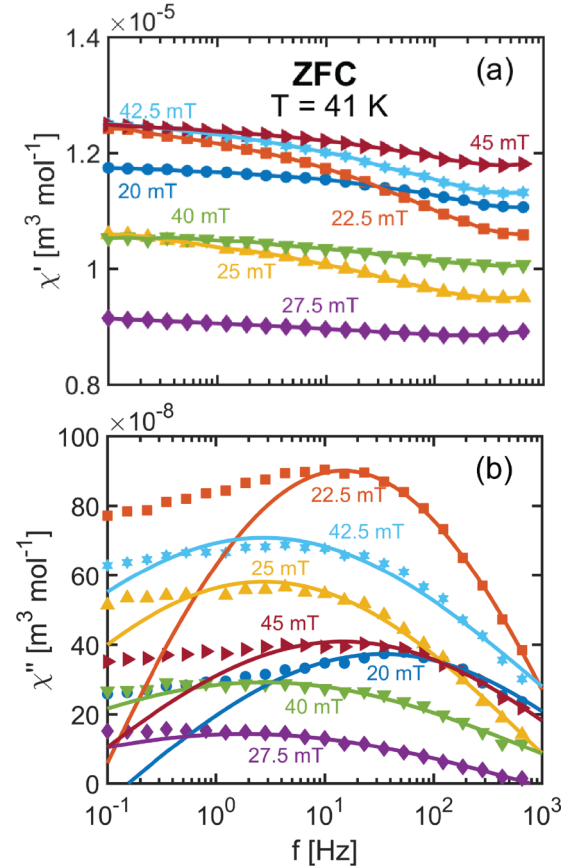 ×10⁻⁵
1.4
1.2
1
0.8
χ' [m³ mol⁻¹]
ZFC
(a)
T = 41 K
42.5 mT
45 mT
20 mT
22.5 mT
40 mT
25 mT
27.5 mT
×10⁻⁸
100
80
60
40
20
0
χ'' [m³ mol⁻¹]
(b)
22.5 mT
42.5 mT
25 mT
45 mT
20 mT
40 mT
27.5 mT
10⁻¹ 10⁰ 10¹ 10² 10³
f [Hz]